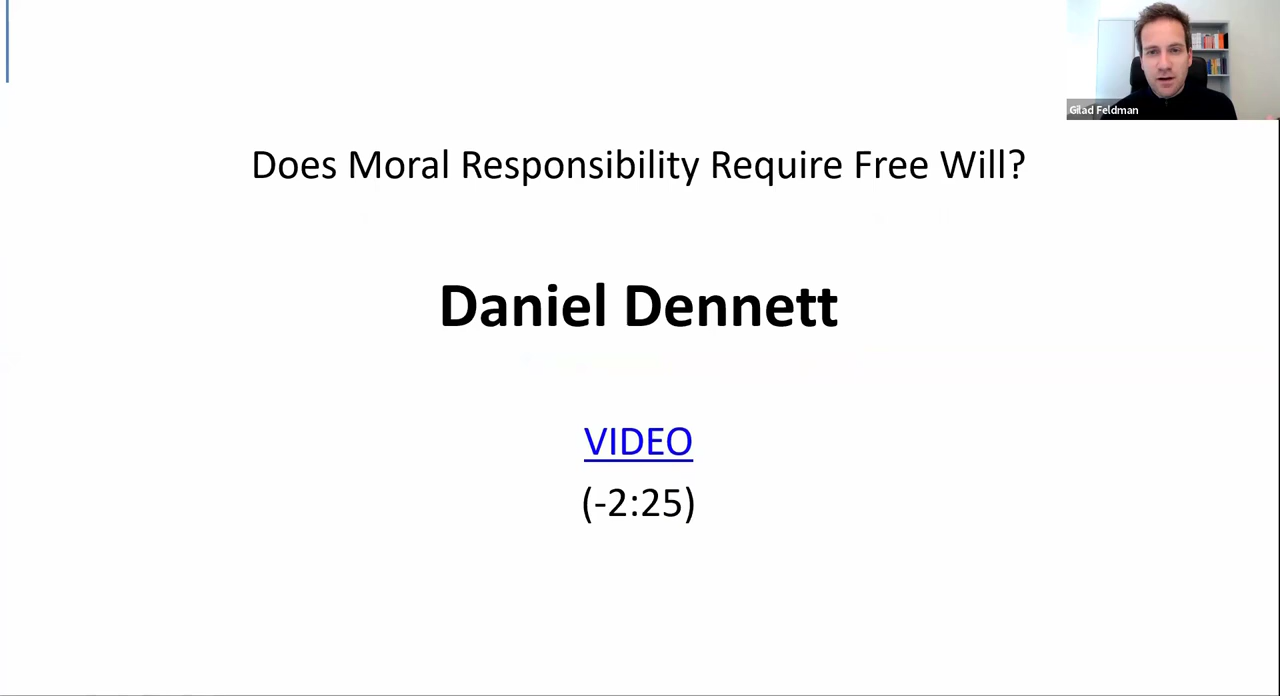 Gilad Feldman
Does Moral Responsibility Require Free Will?
Daniel Dennett
VIDEO
(-2:25)